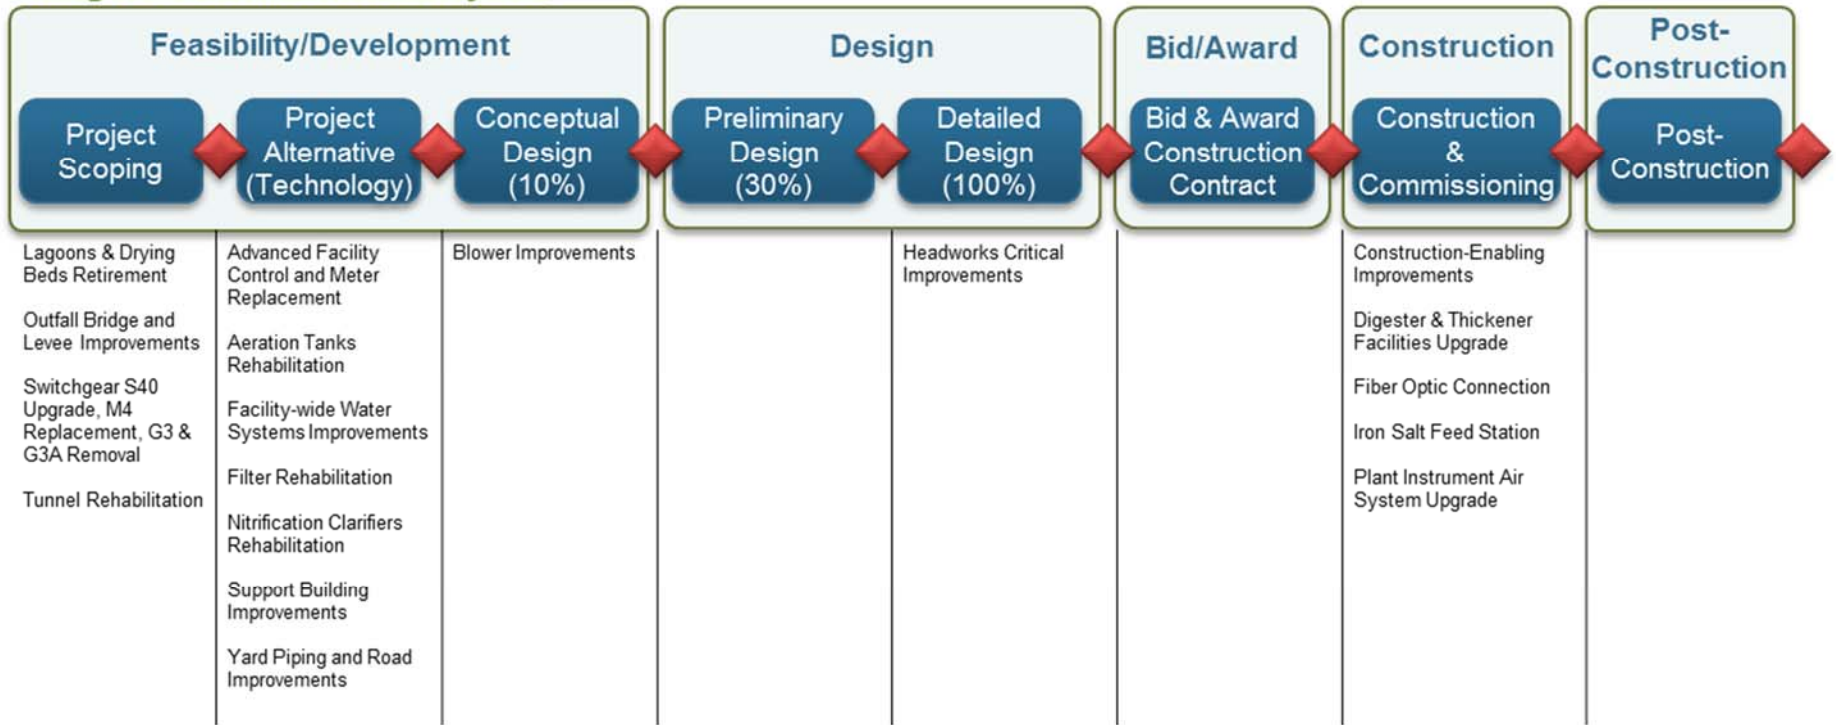 Feasibility/Development
Design
Bid/Award
Construction
Post-
Construction
Project
Scoping
Project
Alternative
(Technology)
Conceptual
Design
(10%)
Preliminary
Design
(30%)
Detailed
Design
(100%)
Bid & Award
Construction
Contract
Construction
&
Commissioning
Post-
Construction
Lagoons & Drying
Beds Retirement
Outfall Bridge and
Levee Improvements
Switchgear S40
Upgrade, M4
Replacement, G3 &
G3A Removal
Tunnel Rehabilitation
Advanced Facility
Control and Meter
Replacement
Aeration Tanks
Rehabilitation
Facility-wide Water
Systems Improvements
Filter Rehabilitation
Nitrification Clarifiers
Rehabilitation
Support Building
Improvements
Yard Piping and Road
Improvements
Blower Improvements
Headworks Critical
Improvements
Construction-Enabling
Improvements
Digester & Thickener
Facilities Upgrade
Fiber Optic Connection
Iron Salt Feed Station
Plant Instrument Air
System Upgrade